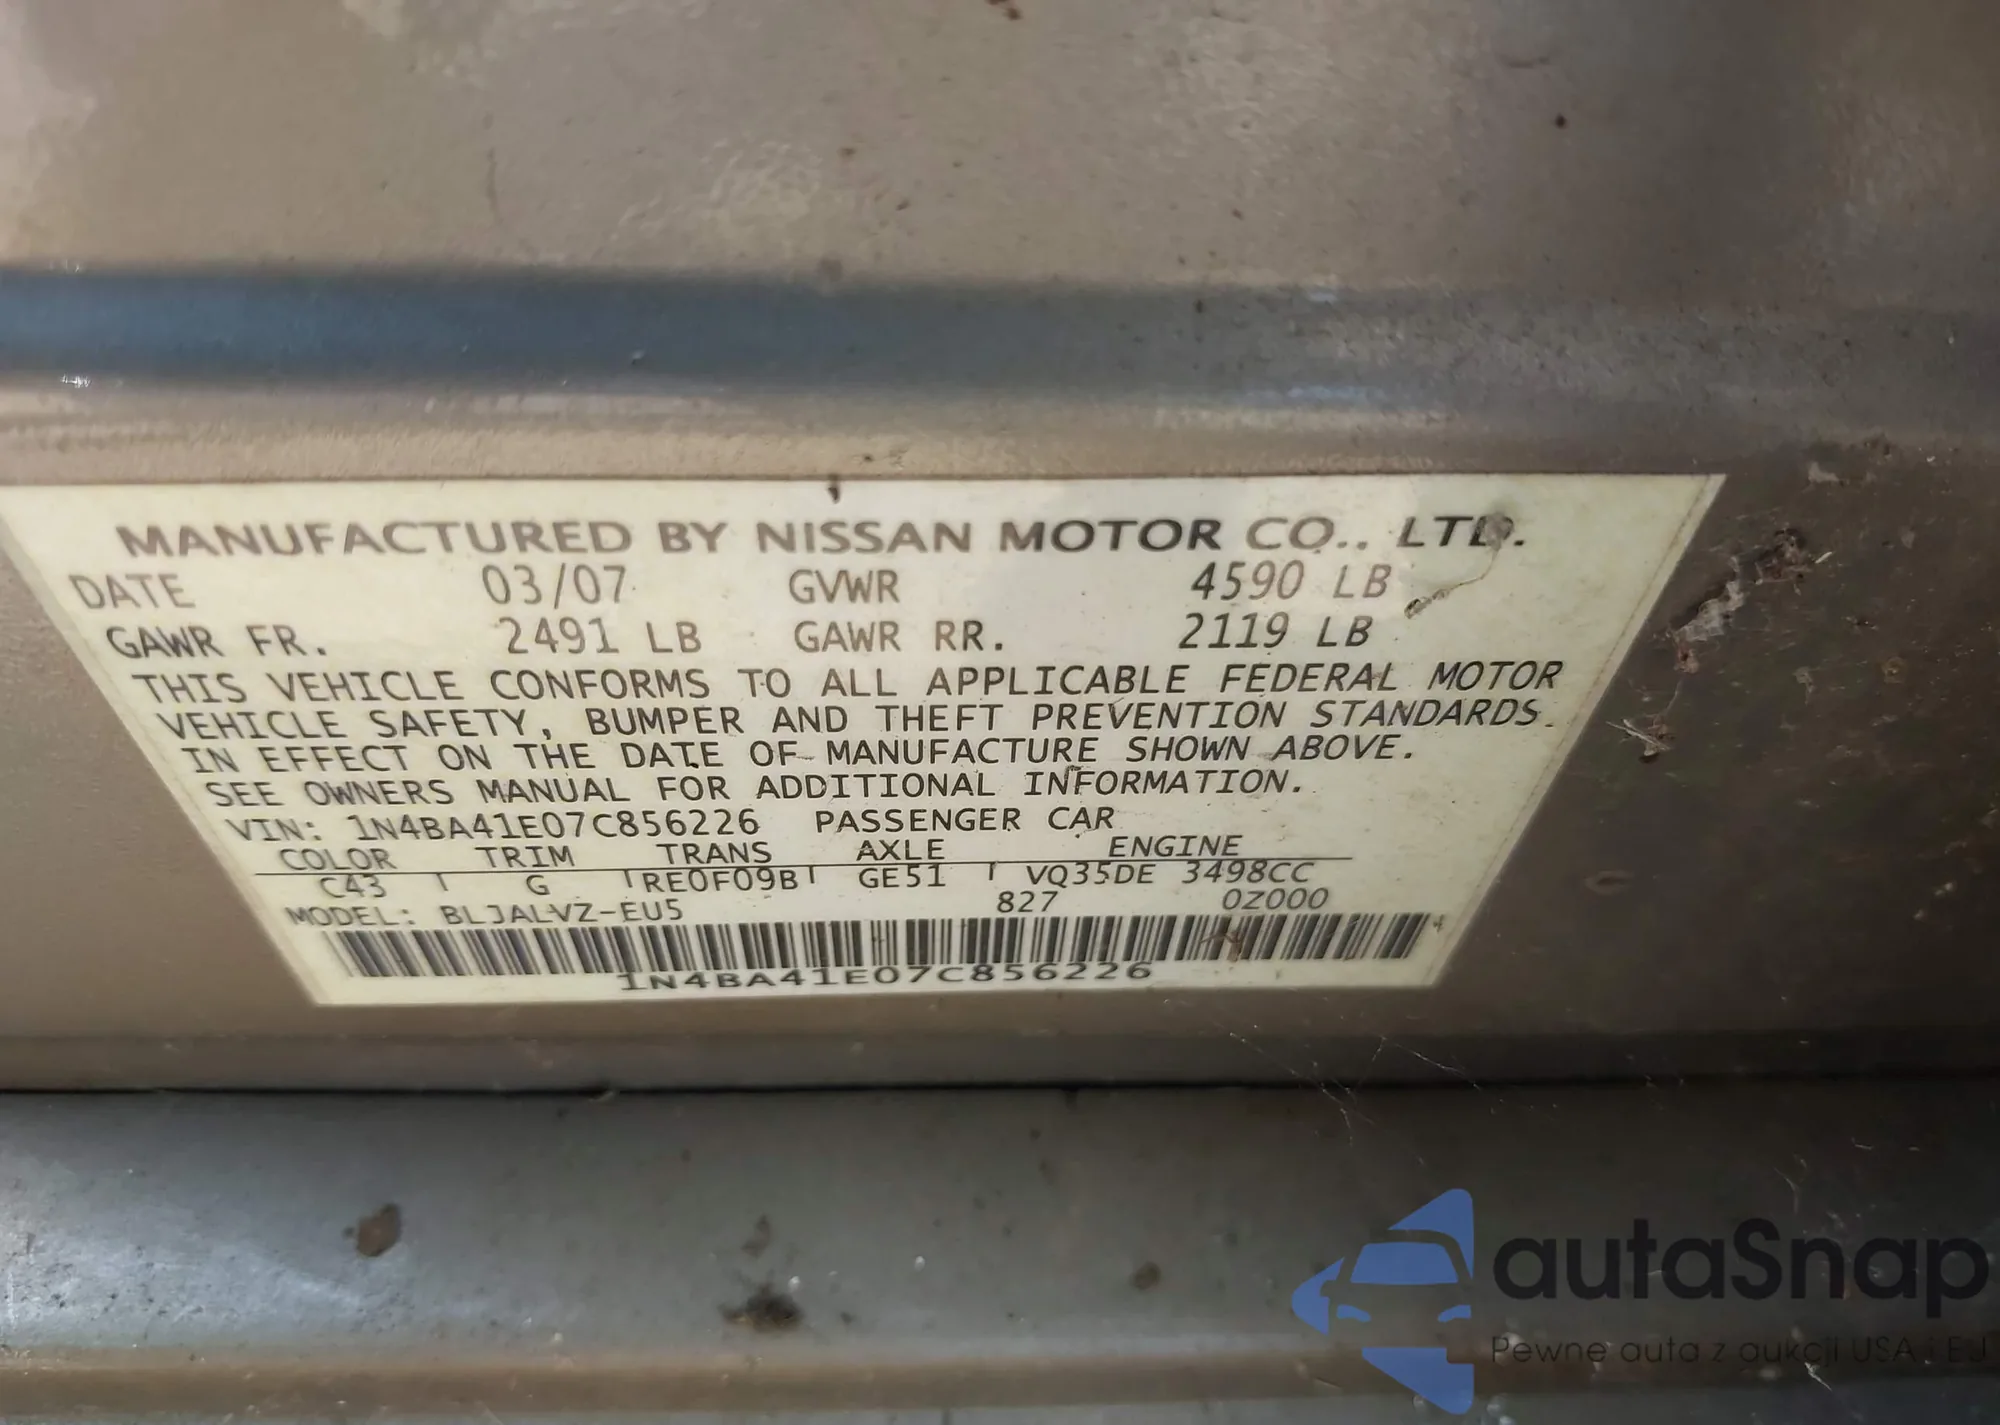 MANUFACTURED BY NISSAN MOTOR CO., LTD.
DATE 03/07 GVWR 4590 LB
GAWR FR. 2491 LB GAWR RR. 2119 LB
THIS VEHICLE CONFORMS TO ALL APPLICABLE FEDERAL MOTOR
VEHICLE SAFETY, BUMPER AND THEFT PREVENTION STANDARDS
IN EFFECT ON THE DATE OF MANUFACTURE SHOWN ABOVE.
SEE OWNERS MANUAL FOR ADDITIONAL INFORMATION.
VIN: 1N4BA41E07C856226 PASSENGER CAR
COLOR TRIM TRANS AXLE ENGINE
C43 G RE0F09B GE51 VQ35DE 3498CC
MODEL: BLJALVZ-EU5 827 0Z000
4
1N4BA41E07C856226
autaSnap
Pewne auta z aukcji USA i EU